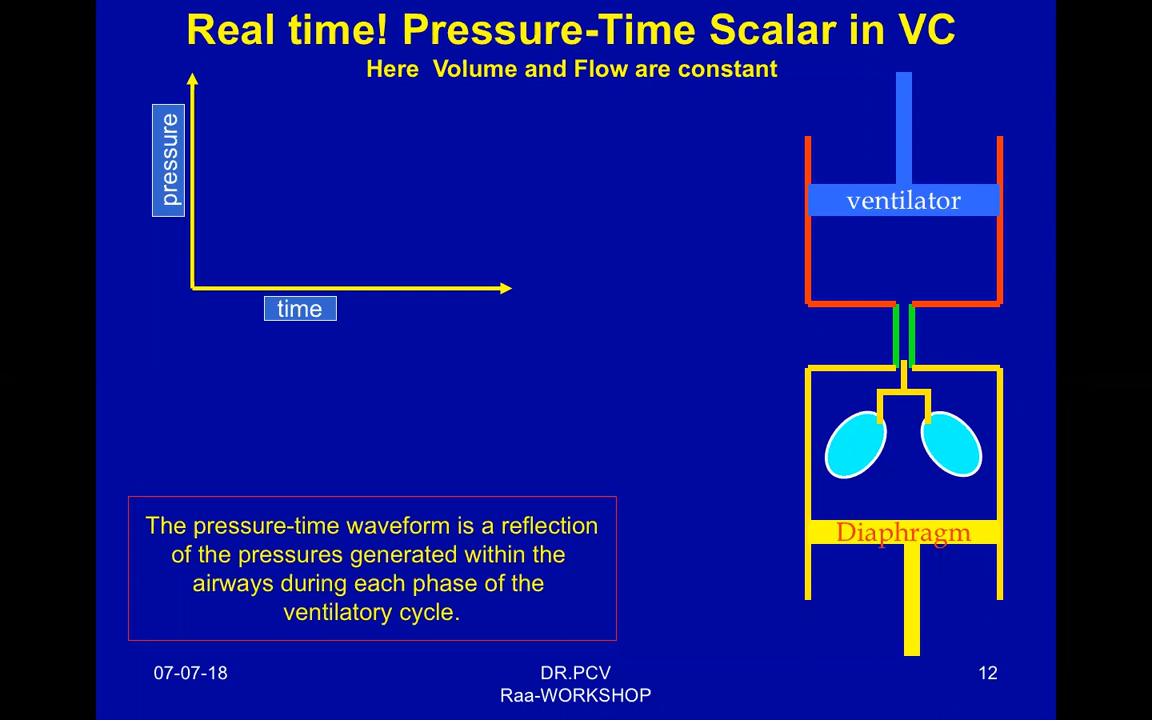 Real time! Pressure-Time Scalar in VC
Here Volume and Flow are constant
pressure
time
ventilator
Diaphragm
The pressure-time waveform is a reflection
of the pressures generated within the
airways during each phase of the
ventilatory cycle.
07-07-18
DR.PCV
Raa-WORKSHOP
12